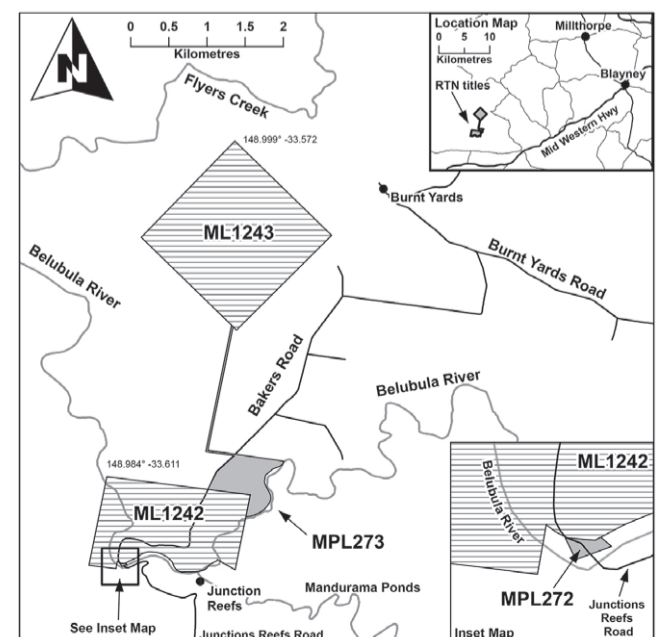 0 0.5 1 1.5 2
Kilometres
N
Flyers Creek
148.999° -33.572
Location Map
0 5 10
Kilometres
Millthorpe
Blayney
RTN titles
Mid Western Hwy
Burnt Yards
ML1243
Burnt Yards Road
Belubula River
Bakers Road
Belubula River
148.984° -33.611
ML1242
MPL273
Junction
Reefs
Mandurama Ponds
See Inset Map
Junctions Reefs Road
ML1242
Belubula River
MPL272
Junctions
Reefs
Road
Inset Map